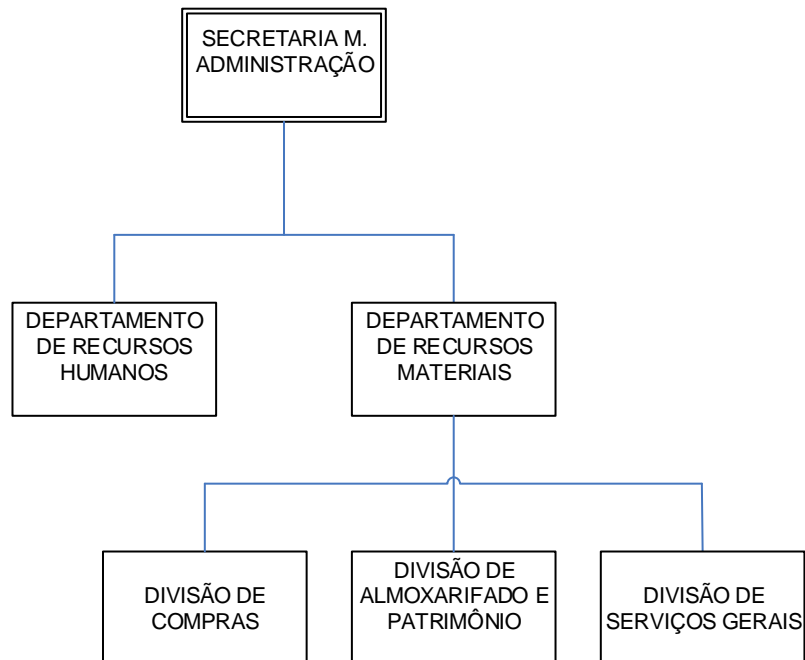 SECRETARIA M.
ADMINISTRAÇÃO
DEPARTAMENTO
DE RECURSOS
HUMANOS
DEPARTAMENTO
DE RECURSOS
MATERIAIS
DIVISÃO DE
COMPRAS
DIVISÃO DE
ALMOXARIFADO E
PATRIMÔNIO
DIVISÃO DE
SERVIÇOS GERAIS